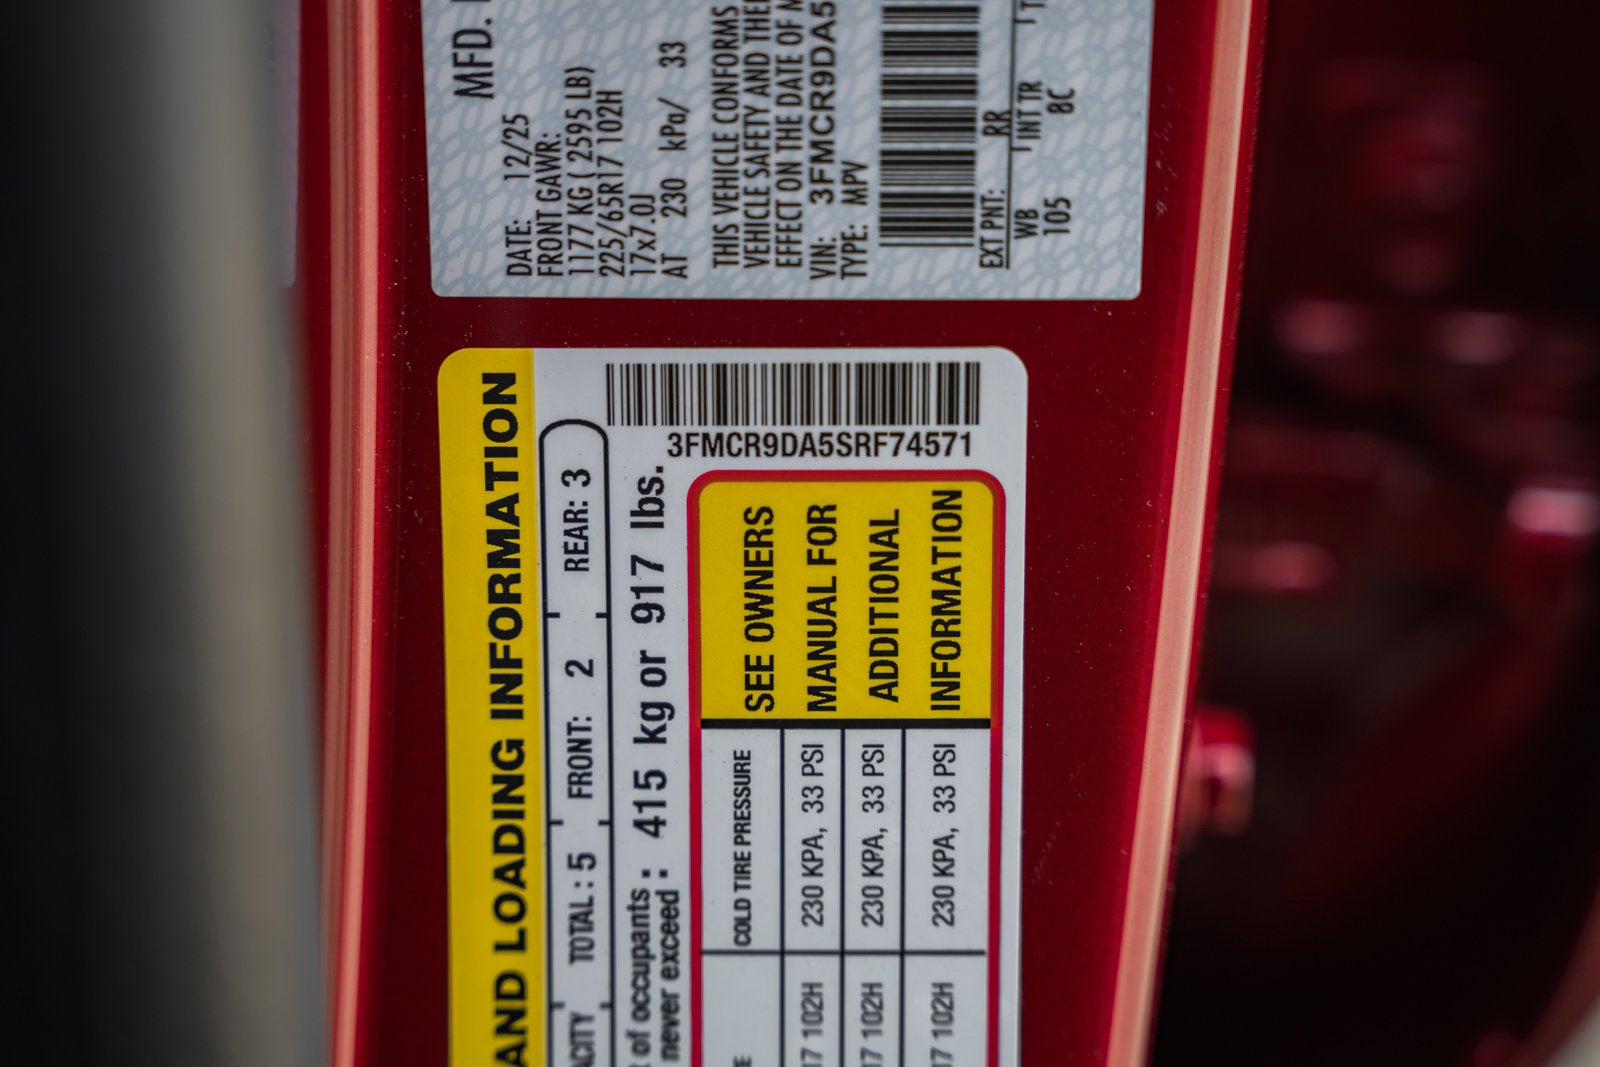 MFD.
DATE: 12/25
FRONT GAWR:
1177 KG ( 2595 LB)
225/65R17 102H
17x7.0J
AT 230 kPa/ 33
THIS VEHICLE CONFORMS
VEHICLE SAFETY AND
EFFECT ON THE DATE OF
VIN: 3FMCR9DA5
TYPE: MPV
EXT PNT: RR
WB INT TR
105 8C
AND LOADING INFORMATION
TOTAL : 5 FRONT: 2 REAR: 3
of occupants
never exceed : 415 kg or 917 lbs.
3FMCR9DA5SRF74571
COLD TIRE PRESSURE
17 102H 230 KPA, 33 PSI
17 102H 230 KPA, 33 PSI
17 102H 230 KPA, 33 PSI
SEE OWNERS
MANUAL FOR
ADDITIONAL
INFORMATION